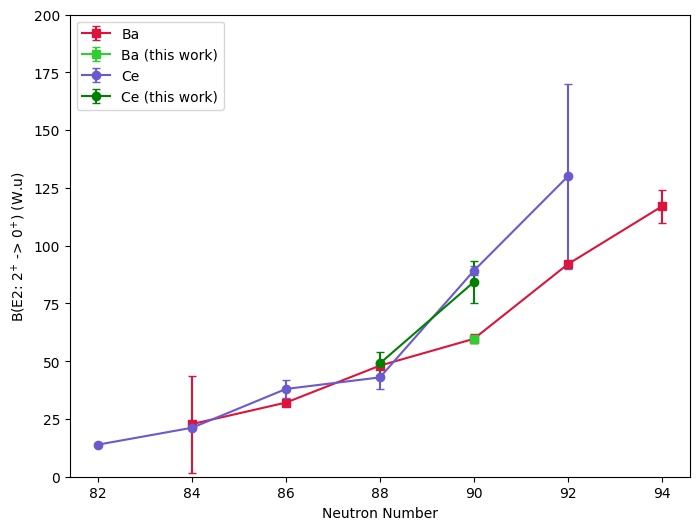 200
175
150
125
100
75
50
25
0
B(E2: 2⁺ -> 0⁺) (W.u)
Ba
Ba (this work)
Ce
Ce (this work)
82 84 86 88 90 92 94
Neutron Number